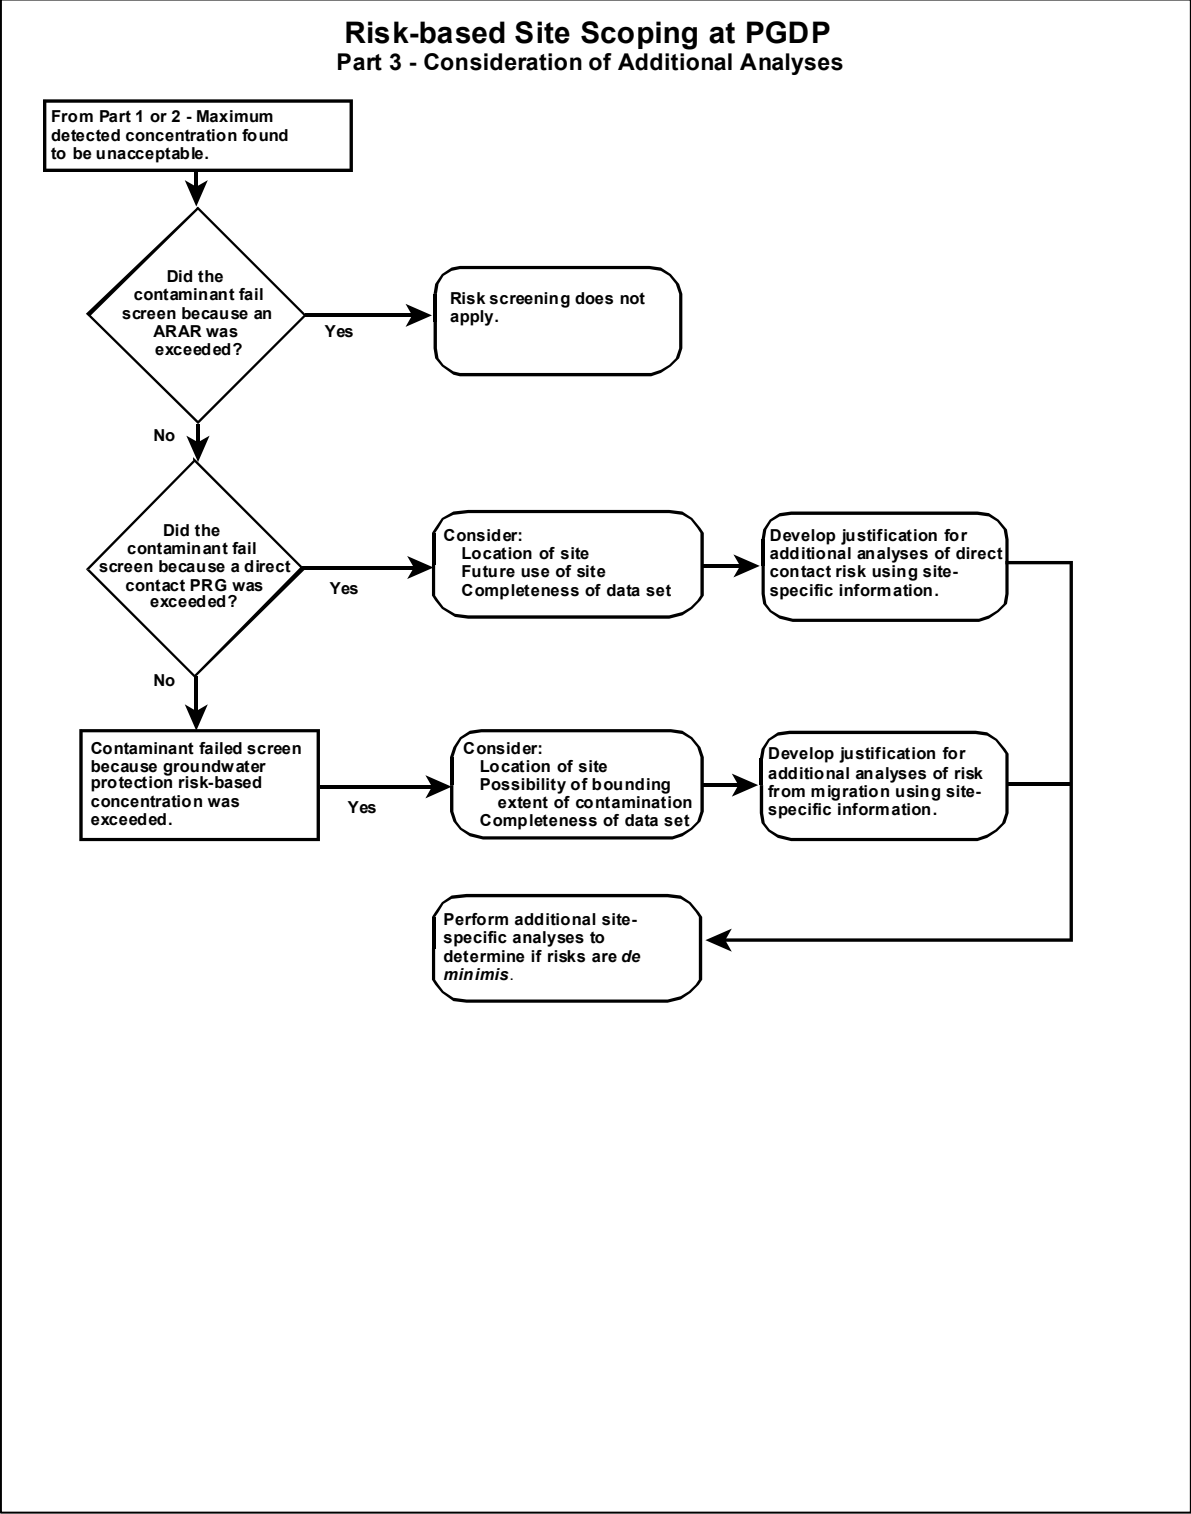 Risk-based Site Scoping at PGDP
Part 3 - Consideration of Additional Analyses
From Part 1 or 2 - Maximum
detected concentration found
to be unacceptable.
Did the
contaminant fail
screen because an
ARAR was
exceeded?
Yes
Risk screening does not
apply.
No
Did the
contaminant fail
screen because a direct
contact PRG was
exceeded?
Yes
Consider:
Location of site
Future use of site
Completeness of data set
Develop justification for
additional analyses of direct
contact risk using site-
specific information.
No
Contaminant failed screen
because groundwater
protection risk-based
concentration was
exceeded.
Yes
Consider:
Location of site
Possibility of bounding
extent of contamination
Completeness of data set
Develop justification for
additional analyses of risk
from migration using site-
specific information.
Perform additional site-
specific analyses to
determine if risks are de
minimis.